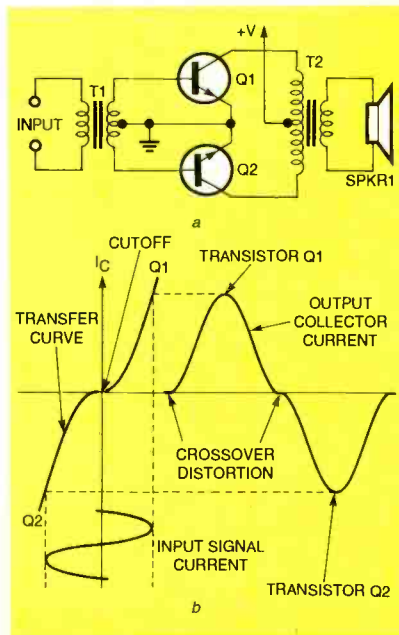 +V
T1
Q1
T2
INPUT
Q2
SPKR1
a
CUTOFF
IC
Q1
TRANSISTOR Q1
TRANSFER
CURVE
OUTPUT
COLLECTOR
CURRENT
CROSSOVER
DISTORTION
Q2
INPUT SIGNAL
CURRENT
TRANSISTOR Q2
b